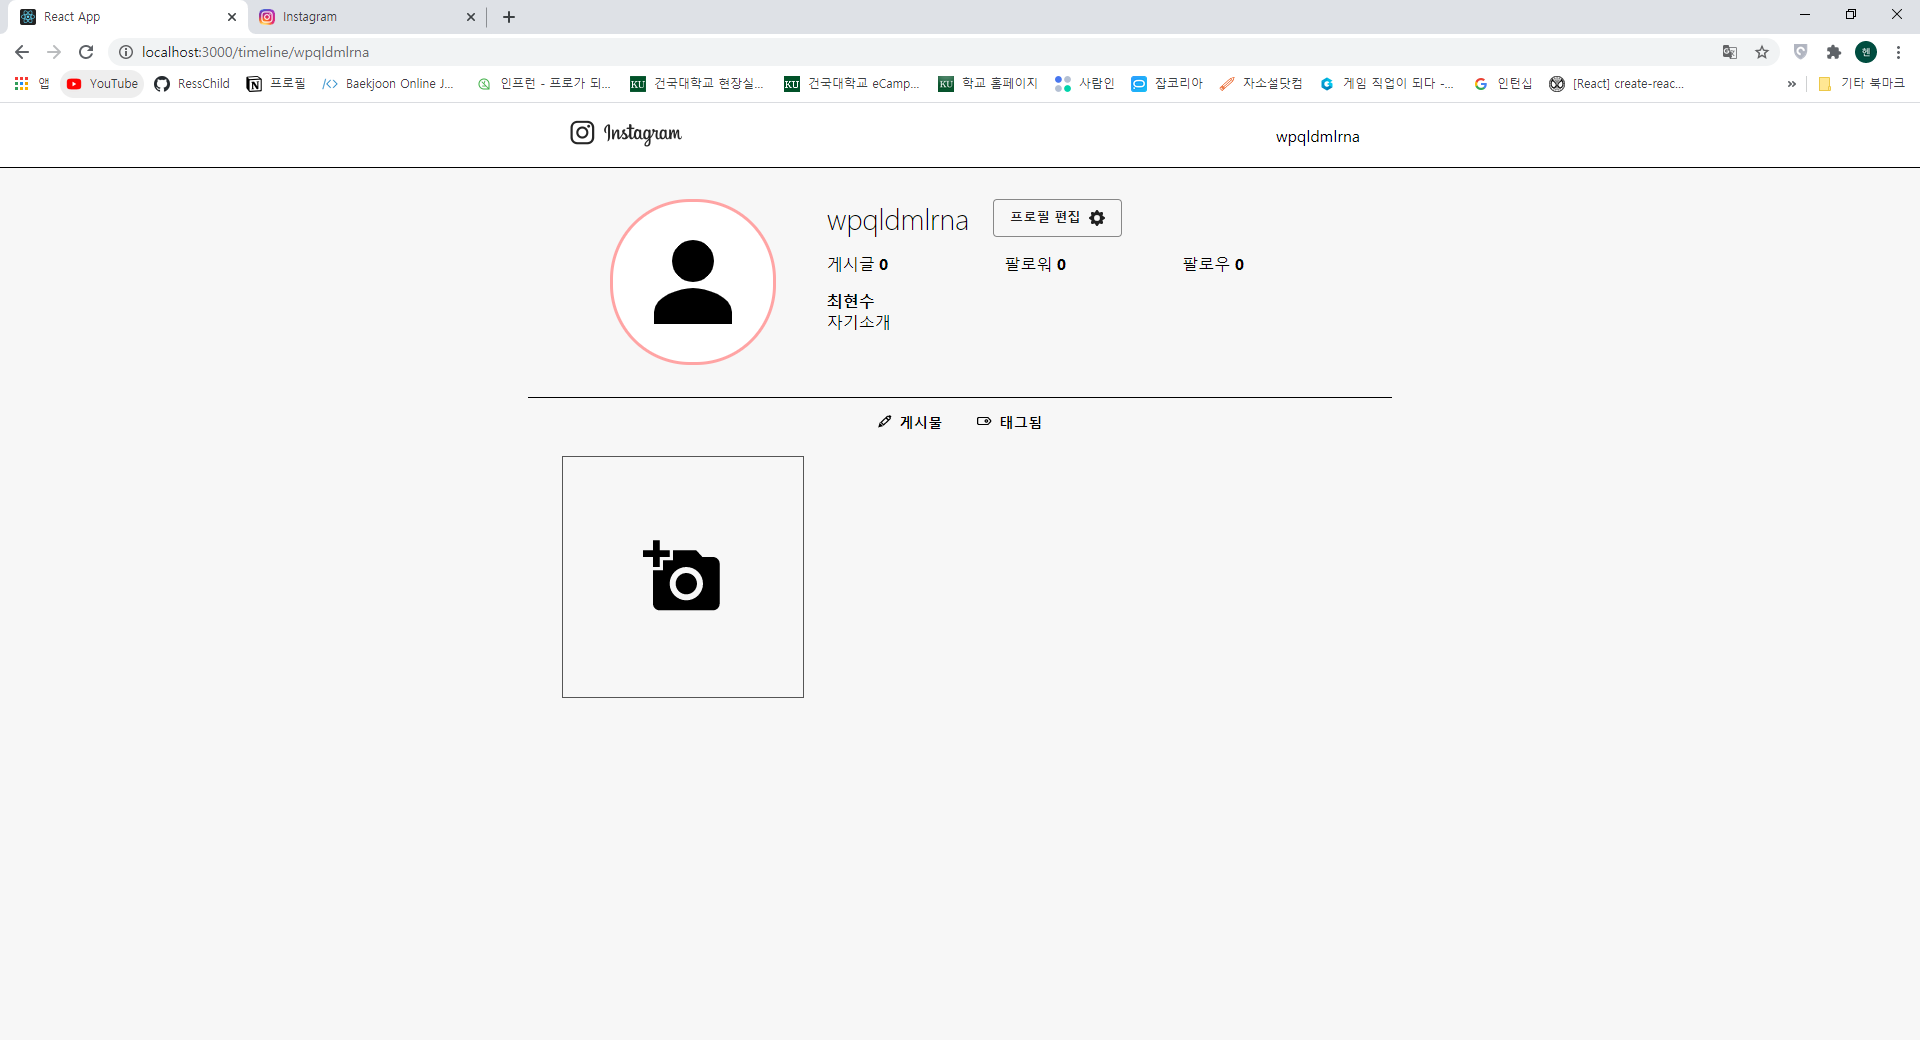 React App
Instagram
localhost:3000/timeline/wpqldmlrna
헨
앱 YouTube RessChild 프로필 Baekjoon Online J... 인프런 - 프로가 되... KU 건국대학교 현장실... KU 건국대학교 eCamp... KU 학교 홈페이지 사람인 잡코리아 자소설닷컴 게임 직업이 되다 -... 인턴십 [React] create-reac... » 기타 북마크
Instagram
wpqldmlrna
wpqldmlrna 프로필 편집
게시글 0 팔로워 0 팔로우 0
최현수
자기소개
게시물 태그됨